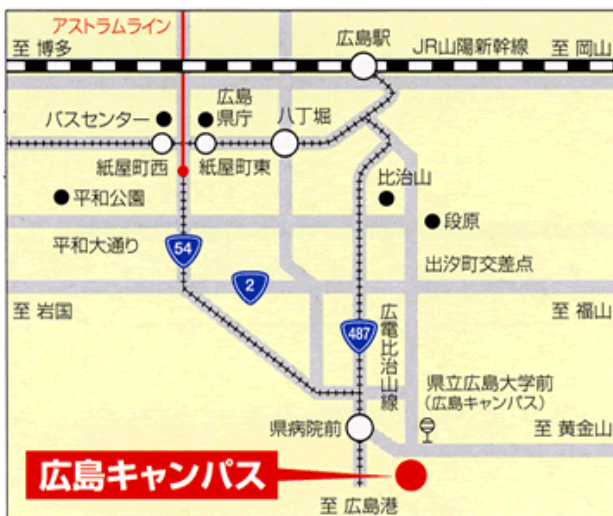 アストラムライン
至 博多
広島駅
JR山陽新幹線
至 岡山
バスセンター
広島
県庁
八丁堀
紙屋町西
紙屋町東
比治山
平和公園
段原
平和大通り
54
出汐町交差点
2
至 岩国
至 福山
487
広電比治山線
県立広島大学前
(広島キャンパス)
県病院前
至 黄金山
広島キャンパス
至 広島港